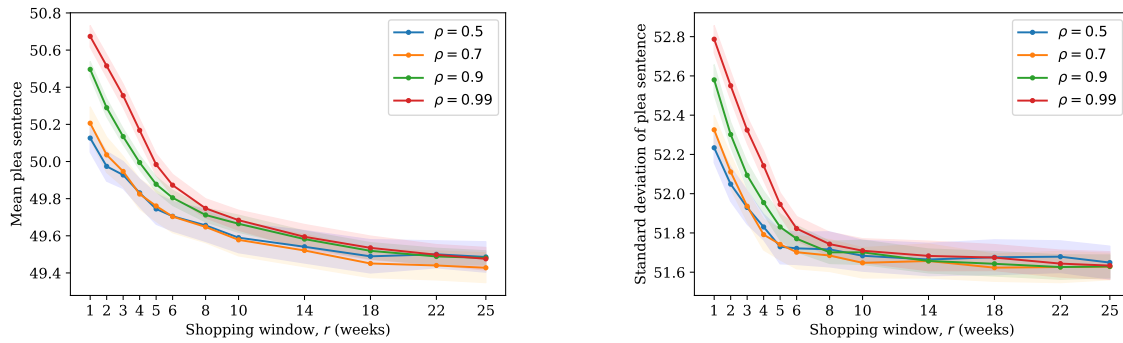 50.8
50.6
50.4
50.2
50.0
49.8
49.6
49.4
Mean plea sentence
ρ = 0.5
ρ = 0.7
ρ = 0.9
ρ = 0.99
1 2 3 4 5 6 8 10 14 18 22 25
Shopping window, r (weeks)
52.8
52.6
52.4
52.2
52.0
51.8
51.6
Standard deviation of plea sentence
ρ = 0.5
ρ = 0.7
ρ = 0.9
ρ = 0.99
1 2 3 4 5 6 8 10 14 18 22 25
Shopping window, r (weeks)